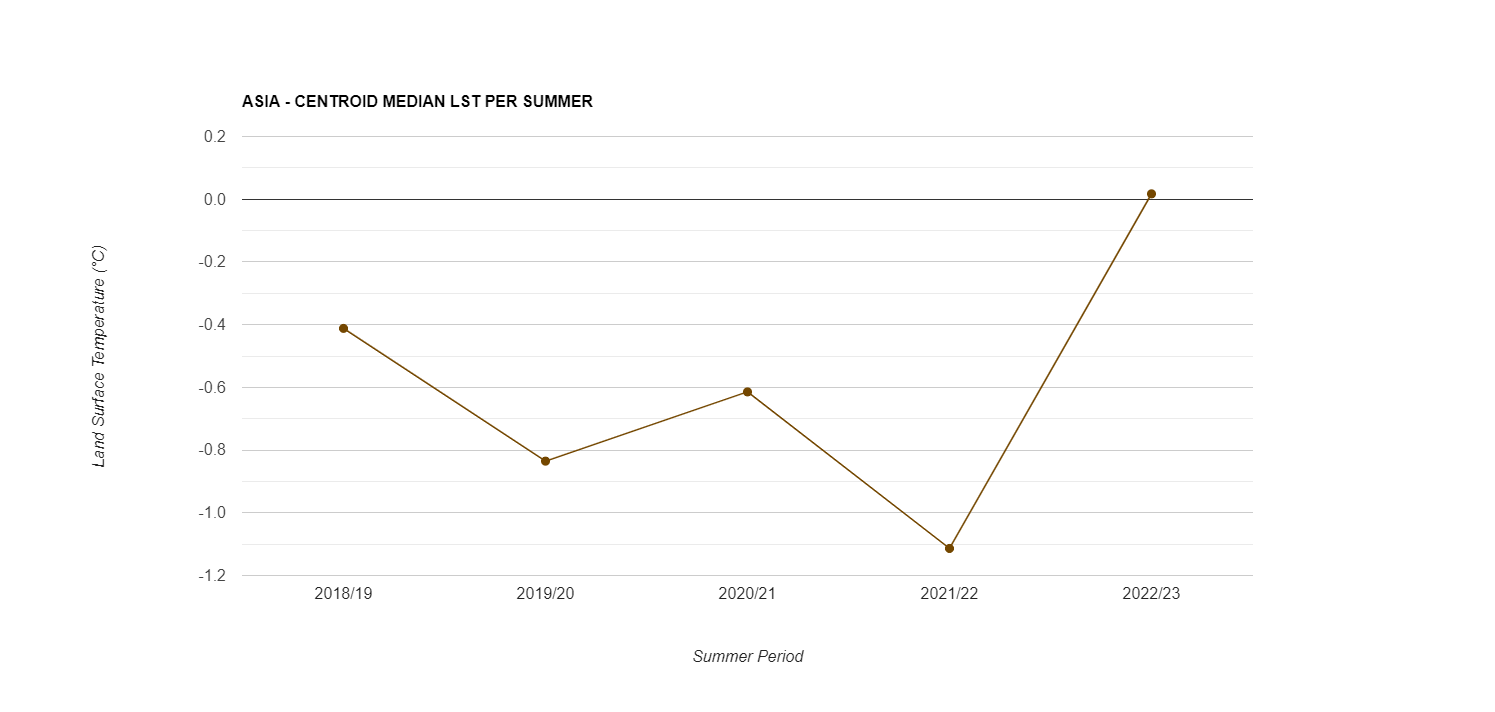 ASIA - CENTROID MEDIAN LST PER SUMMER
0.2
0.0
-0.2
-0.4
-0.6
-0.8
-1.0
-1.2
Land Surface Temperature (°C)
2018/19 2019/20 2020/21 2021/22 2022/23
Summer Period